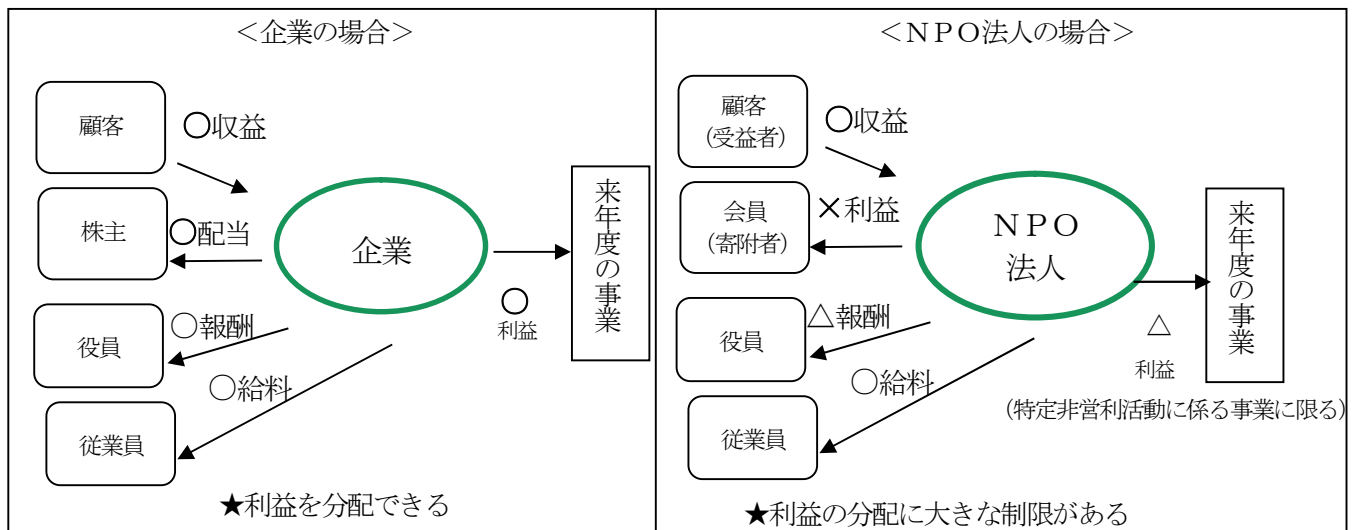 ＜企業の場合＞
顧客
〇収益
株主
〇配当
企業
来年度の事業
〇
利益
役員
〇報酬
〇給料
従業員
★利益を分配できる
＜ＮＰＯ法人の場合＞
顧客
（受益者）
〇収益
会員
（寄附者）
×利益
ＮＰＯ
法人
来年度の事業
△
利益
（特定非営利活動に係る事業に限る）
役員
△報酬
〇給料
従業員
★利益の分配に大きな制限がある